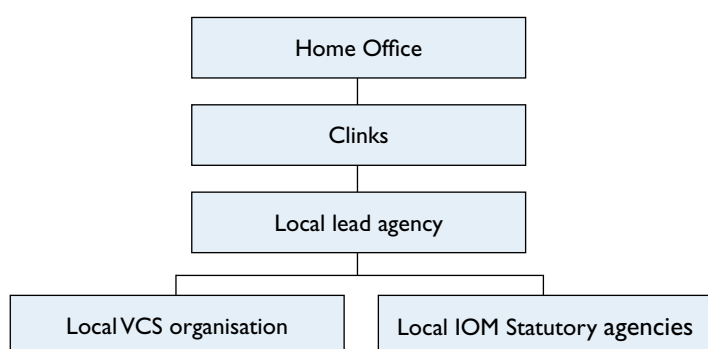 Home Office
Clinks
Local lead agency
Local VCS organisation
Local IOM Statutory agencies